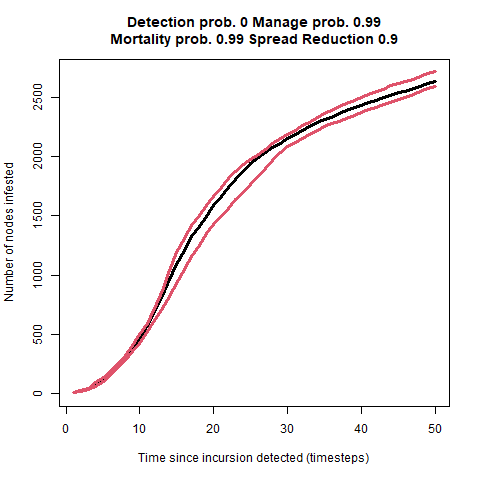 Detection prob. 0 Manage prob. 0.99
Mortality prob. 0.99 Spread Reduction 0.9
Number of nodes infested
2500
2000
1500
1000
500
0
0 10 20 30 40 50
Time since incursion detected (timesteps)